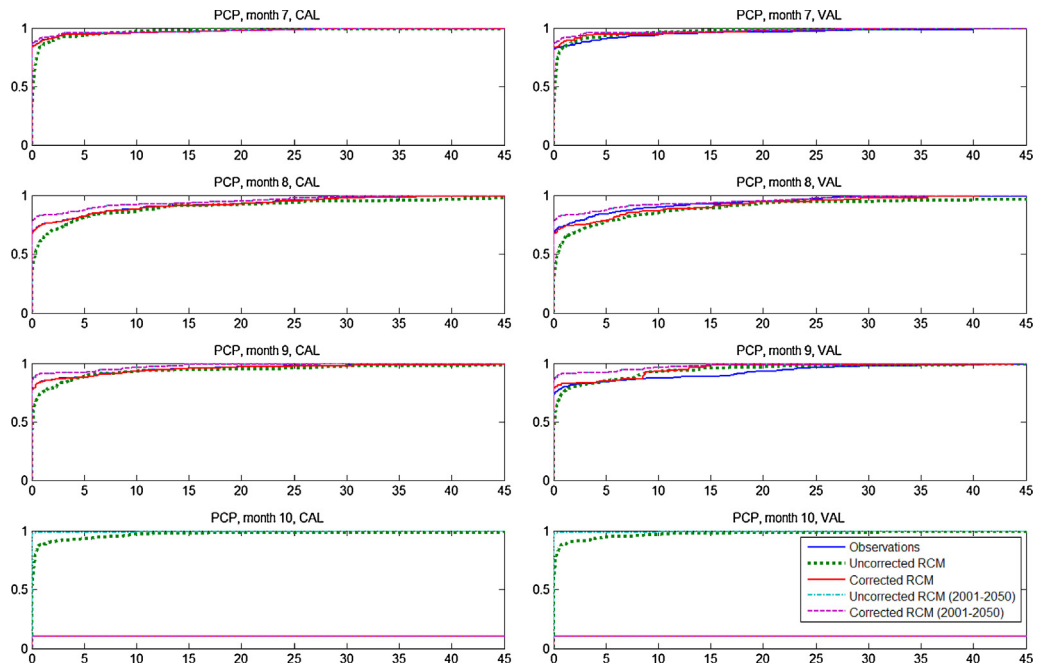 PCP, month 7, CAL
1
0.5
0
0 5 10 15 20 25 30 35 40 45
PCP, month 7, VAL
1
0.5
0
0 5 10 15 20 25 30 35 40 45
PCP, month 8, CAL
1
0.5
0
0 5 10 15 20 25 30 35 40 45
PCP, month 8, VAL
1
0.5
0
0 5 10 15 20 25 30 35 40 45
PCP, month 9, CAL
1
0.5
0
0 5 10 15 20 25 30 35 40 45
PCP, month 9, VAL
1
0.5
0
0 5 10 15 20 25 30 35 40 45
PCP, month 10, CAL
1
0.5
0
0 5 10 15 20 25 30 35 40 45
PCP, month 10, VAL
1
0.5
0
0 5 10 15 20 25 30 35 40 45
Observations
Uncorrected RCM
Corrected RCM
Uncorrected RCM (2001-2050)
Corrected RCM (2001-2050)